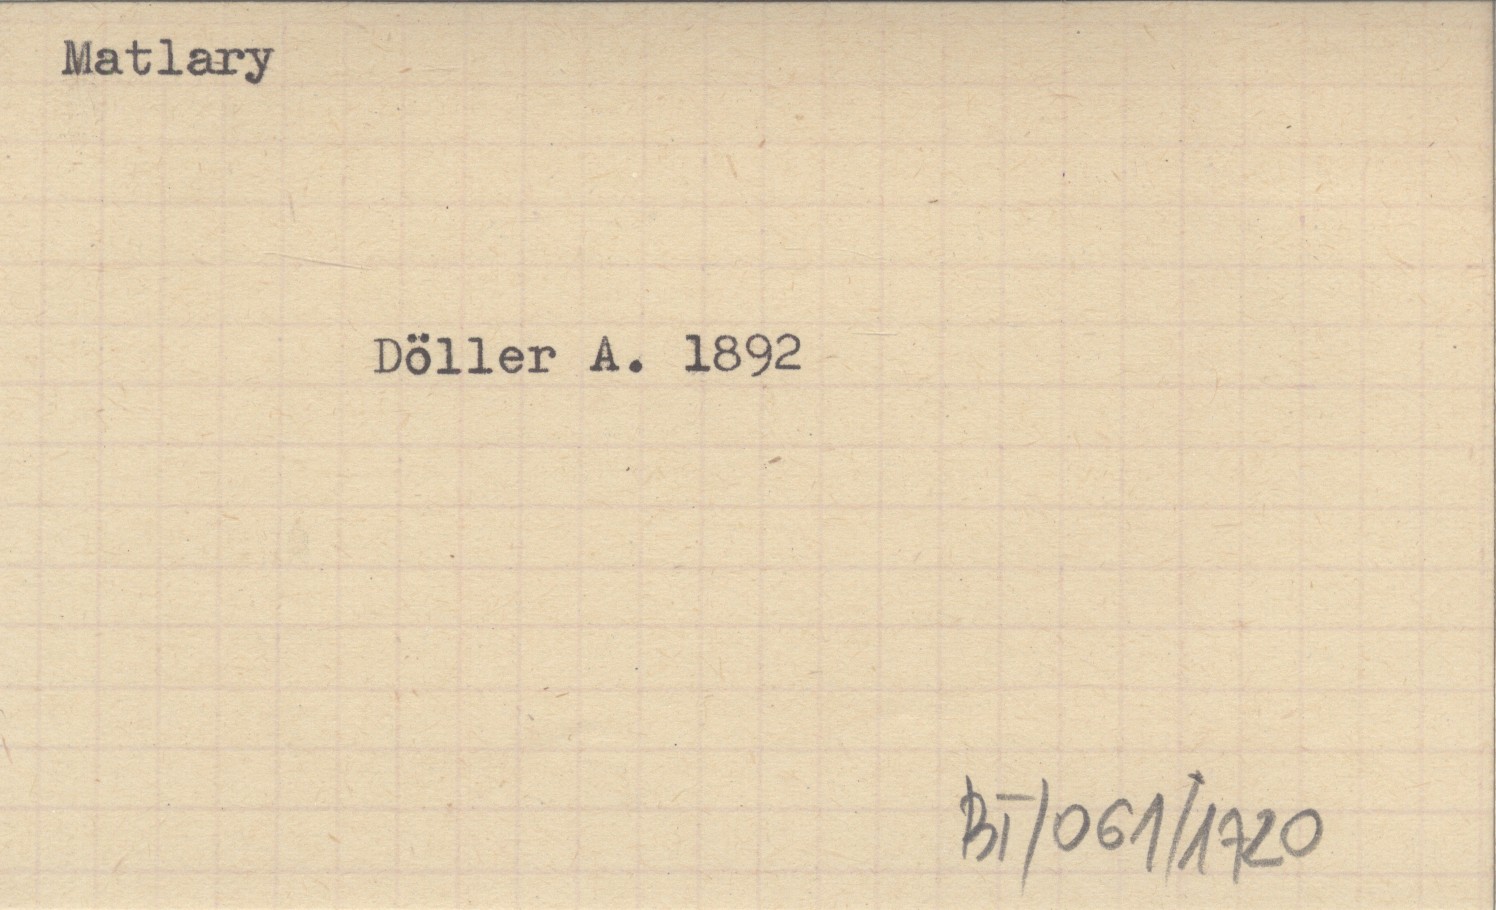 Matlary
Döller A. 1892
BI/061/1720